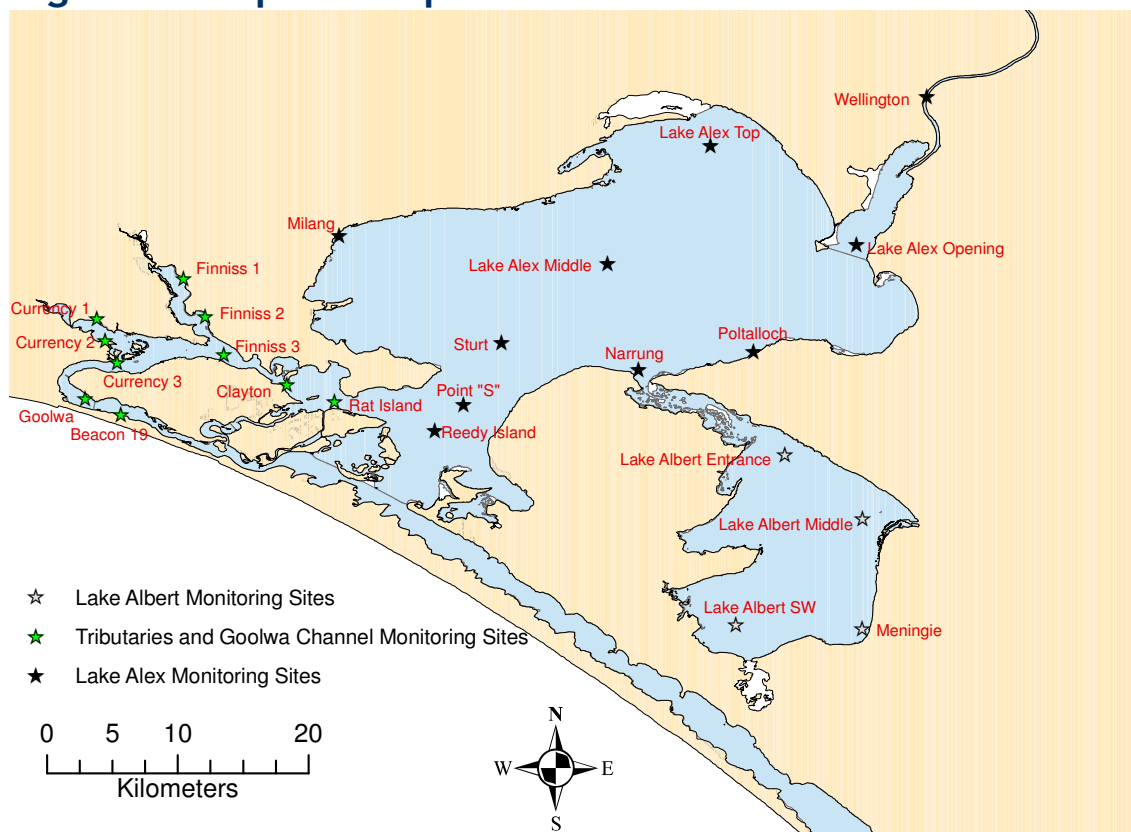 Wellington
Lake Alex Top
Milang
Lake Alex Opening
Lake Alex Middle
Finniss 1
Currency 1
Finniss 2
Currency 2
Sturt
Finniss 3
Poltalloch
Narrung
Currency 3
Clayton
Point "S"
Rat Island
Goolwa
Beacon 19
Reedy Island
Lake Albert Entrance
Lake Albert Middle
Lake Albert SW
Meningie
Lake Albert Monitoring Sites
Tributaries and Goolwa Channel Monitoring Sites
Lake Alex Monitoring Sites
0 5 10 20
Kilometers
N
W E
S